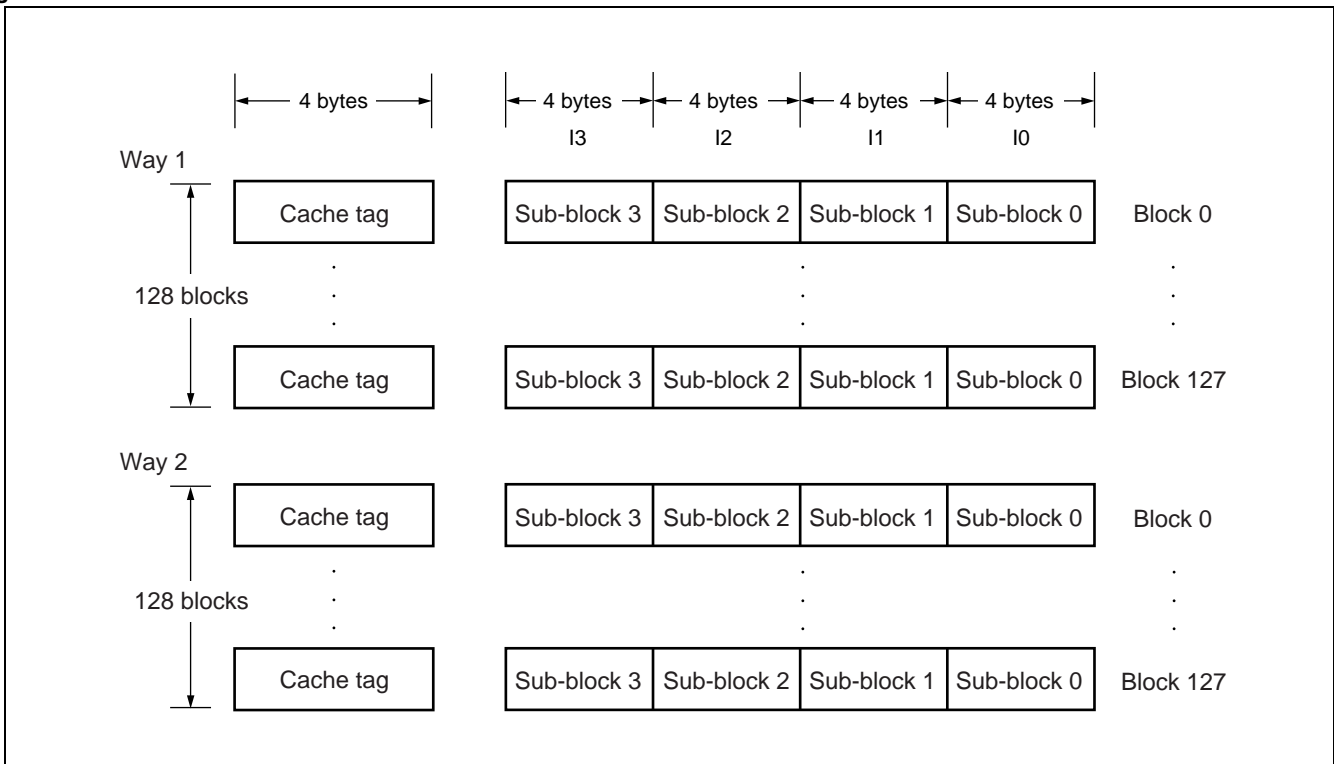 4 bytes 4 bytes 4 bytes 4 bytes 4 bytes
I3 I2 I1 I0
Way 1
Cache tag Sub-block 3 Sub-block 2 Sub-block 1 Sub-block 0 Block 0
128 blocks
Cache tag Sub-block 3 Sub-block 2 Sub-block 1 Sub-block 0 Block 127
Way 2
Cache tag Sub-block 3 Sub-block 2 Sub-block 1 Sub-block 0 Block 0
128 blocks
Cache tag Sub-block 3 Sub-block 2 Sub-block 1 Sub-block 0 Block 127